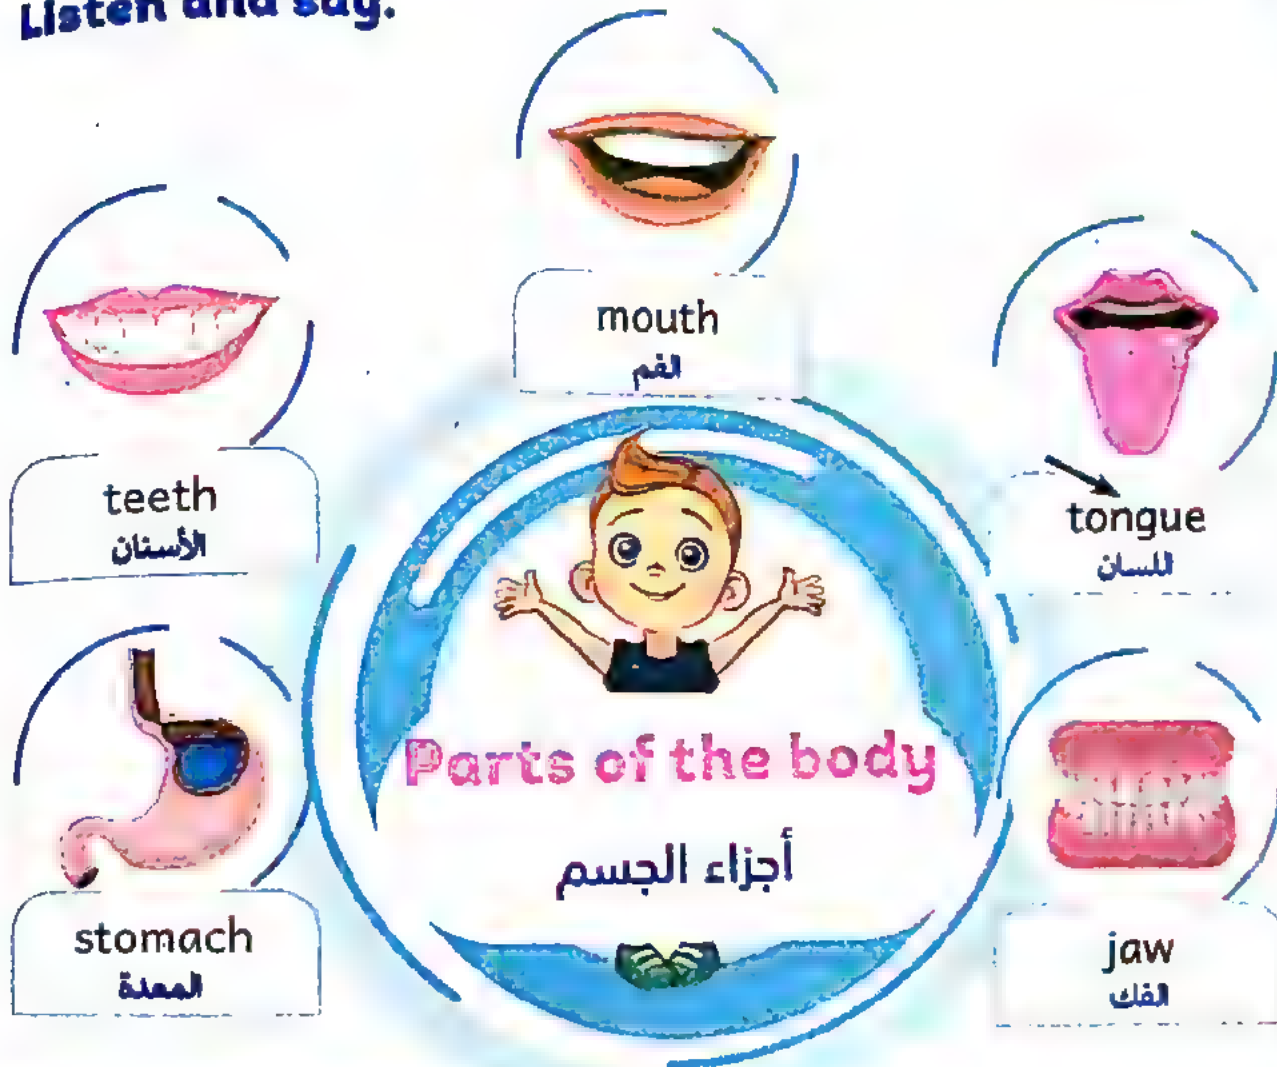 Listen and say.
mouth
الفم
teeth
الأسنان
tongue
اللسان
Parts of the body
أجزاء الجسم
stomach
المعدة
jaw
الفك